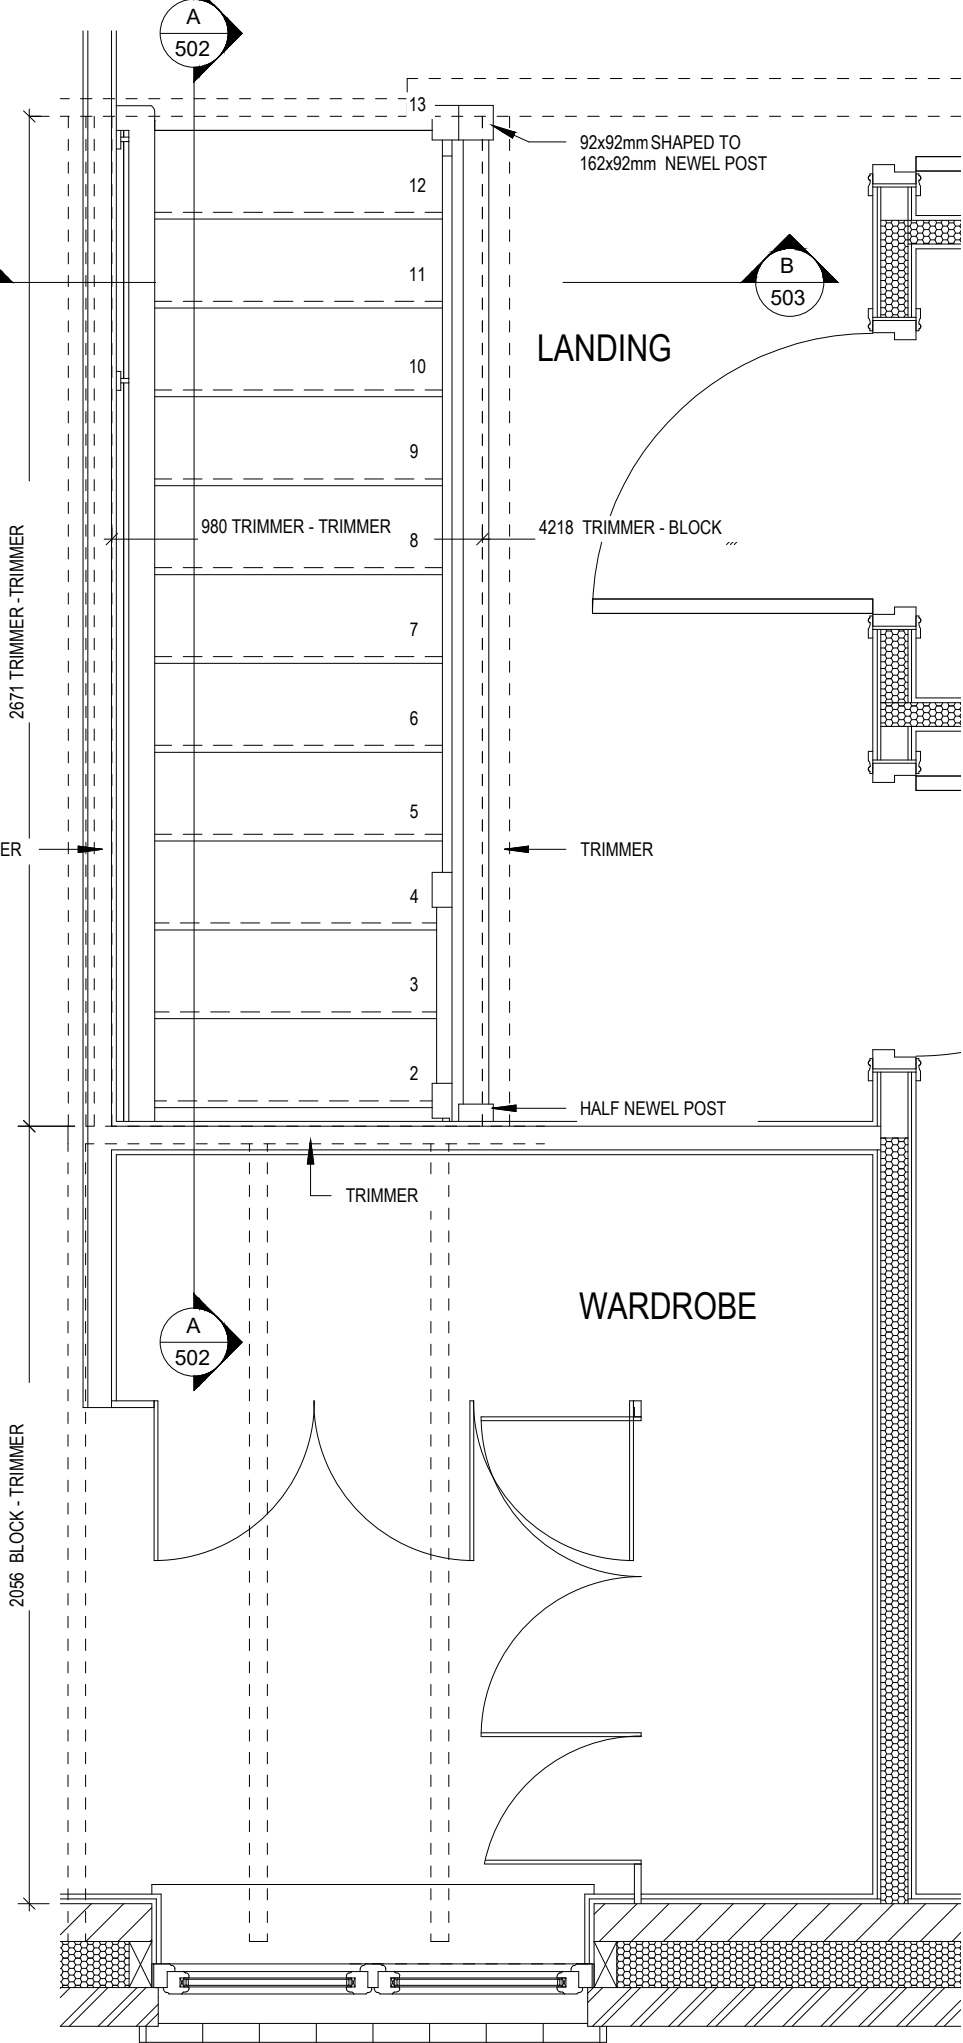 A
502
13
92x92mm SHAPED TO
162x92mm NEWEL POST
12
11
B
503
LANDING
10
9
980 TRIMMER - TRIMMER
8
4218 TRIMMER - BLOCK
2671 TRIMMER -TRIMMER
7
6
5
ER
TRIMMER
4
3
2
HALF NEWEL POST
TRIMMER
WARDROBE
A
502
2056 BLOCK - TRIMMER